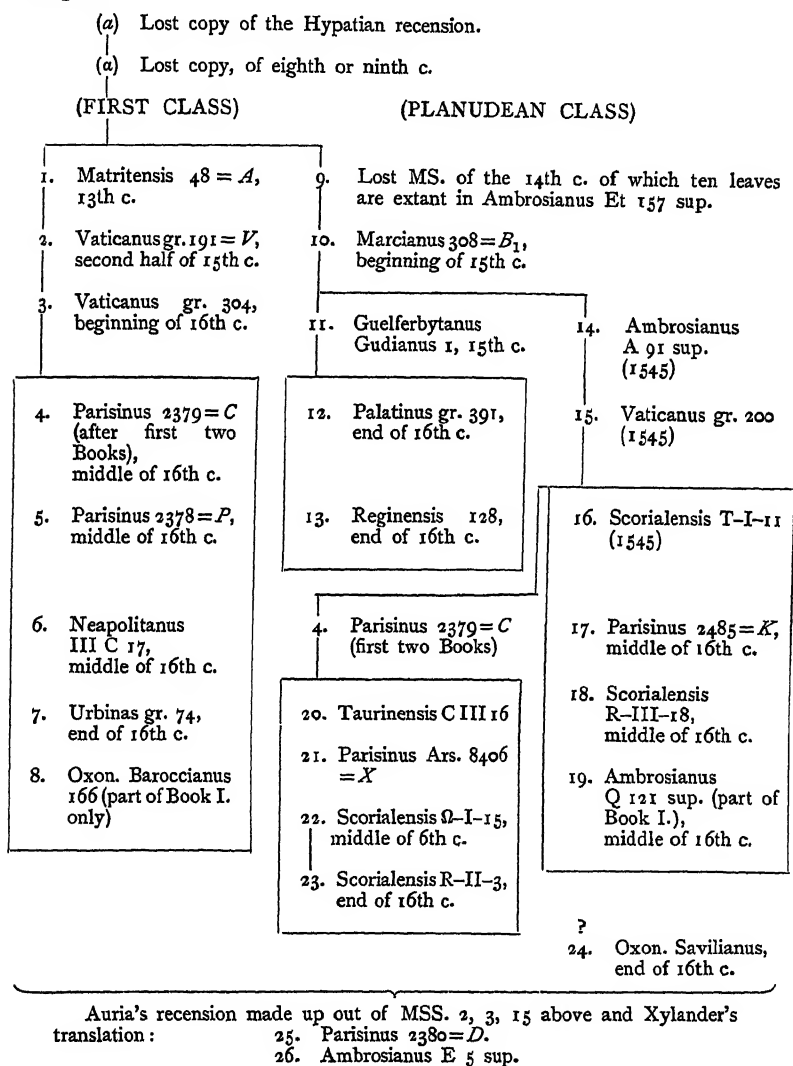 (a) Lost copy of the Hypatian recension.
(a) Lost copy, of eighth or ninth c.
(FIRST CLASS)
(PLANUDEAN CLASS)
1. Matritensis 48 = A,
13th c.
2. Vaticanus gr. 191 = V,
second half of 15th c.
3. Vaticanus gr. 304,
beginning of 16th c.
4. Parisinus 2379 = C
(after first two
Books),
middle of 16th c.
5. Parisinus 2378 = P,
middle of 16th c.
6. Neapolitanus
III C 17,
middle of 16th c.
7. Urbinas gr. 74,
end of 16th c.
8. Oxon. Baroccianus
166 (part of Book I.
only)
9. Lost MS. of the 14th c. of which ten leaves
are extant in Ambrosianus Et 157 sup.
10. Marcianus 308 = B₁,
beginning of 15th c.
11. Guelferbytanus
Gudianus 1, 15th c.
12. Palatinus gr. 391,
end of 16th c.
13. Reginensis 128,
end of 16th c.
4. Parisinus 2379 = C
(first two Books)
20. Taurinensis C III 16
21. Parisinus Ars. 8406
= X
22. Scorialensis Ω-I-15,
middle of 6th c.
23. Scorialensis R-II-3,
end of 16th c.
14. Ambrosianus
A 91 sup.
(1545)
15. Vaticanus gr. 200
(1545)
16. Scorialensis T-I-11
(1545)
17. Parisinus 2485 = K,
middle of 16th c.
18. Scorialensis
R-III-18,
middle of 16th c.
19. Ambrosianus
Q 121 sup. (part of
Book I.),
middle of 16th c.
?
24. Oxon. Savilianus,
end of 16th c.
Auria's recension made up out of MSS. 2, 3, 15 above and Xylander's
translation : 25. Parisinus 2380 = D.
26. Ambrosianus E 5 sup.